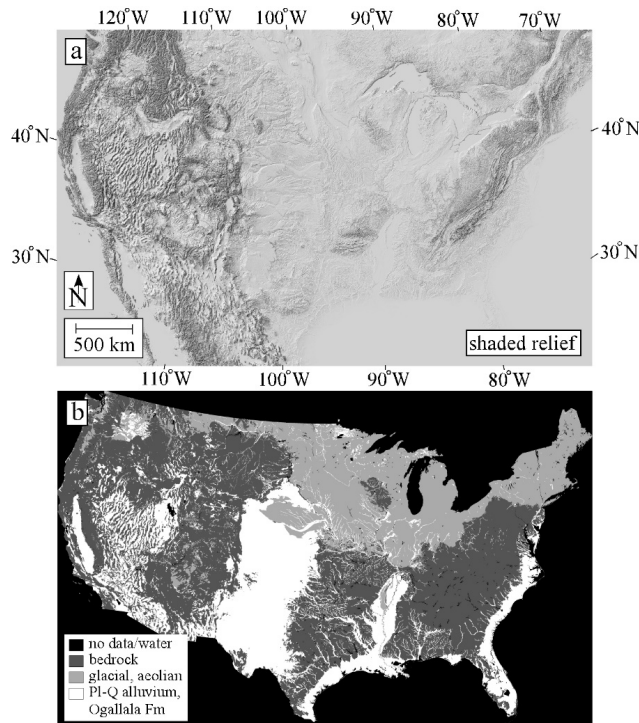 120°W 110°W 100°W 90°W 80°W 70°W
a
40°N 40°N
30°N 30°N
N
500 km
shaded relief
110°W 100°W 90°W 80°W
b
no data/water
bedrock
glacial, aeolian
Pl-Q alluvium,
Ogallala Fm